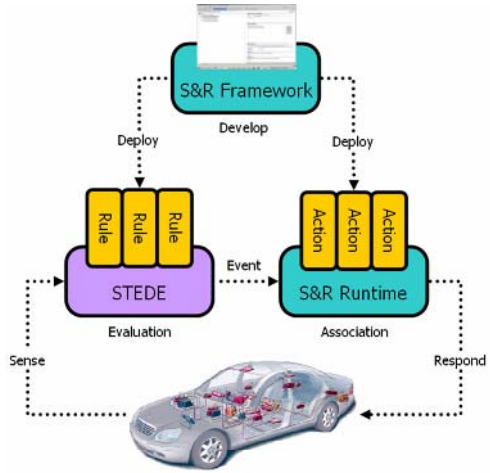 S&R Framework
Develop
Deploy
Deploy
Rule
Rule
Rule
Action
Action
Action
STEDE
Event
S&R Runtime
Evaluation
Association
Sense
Respond